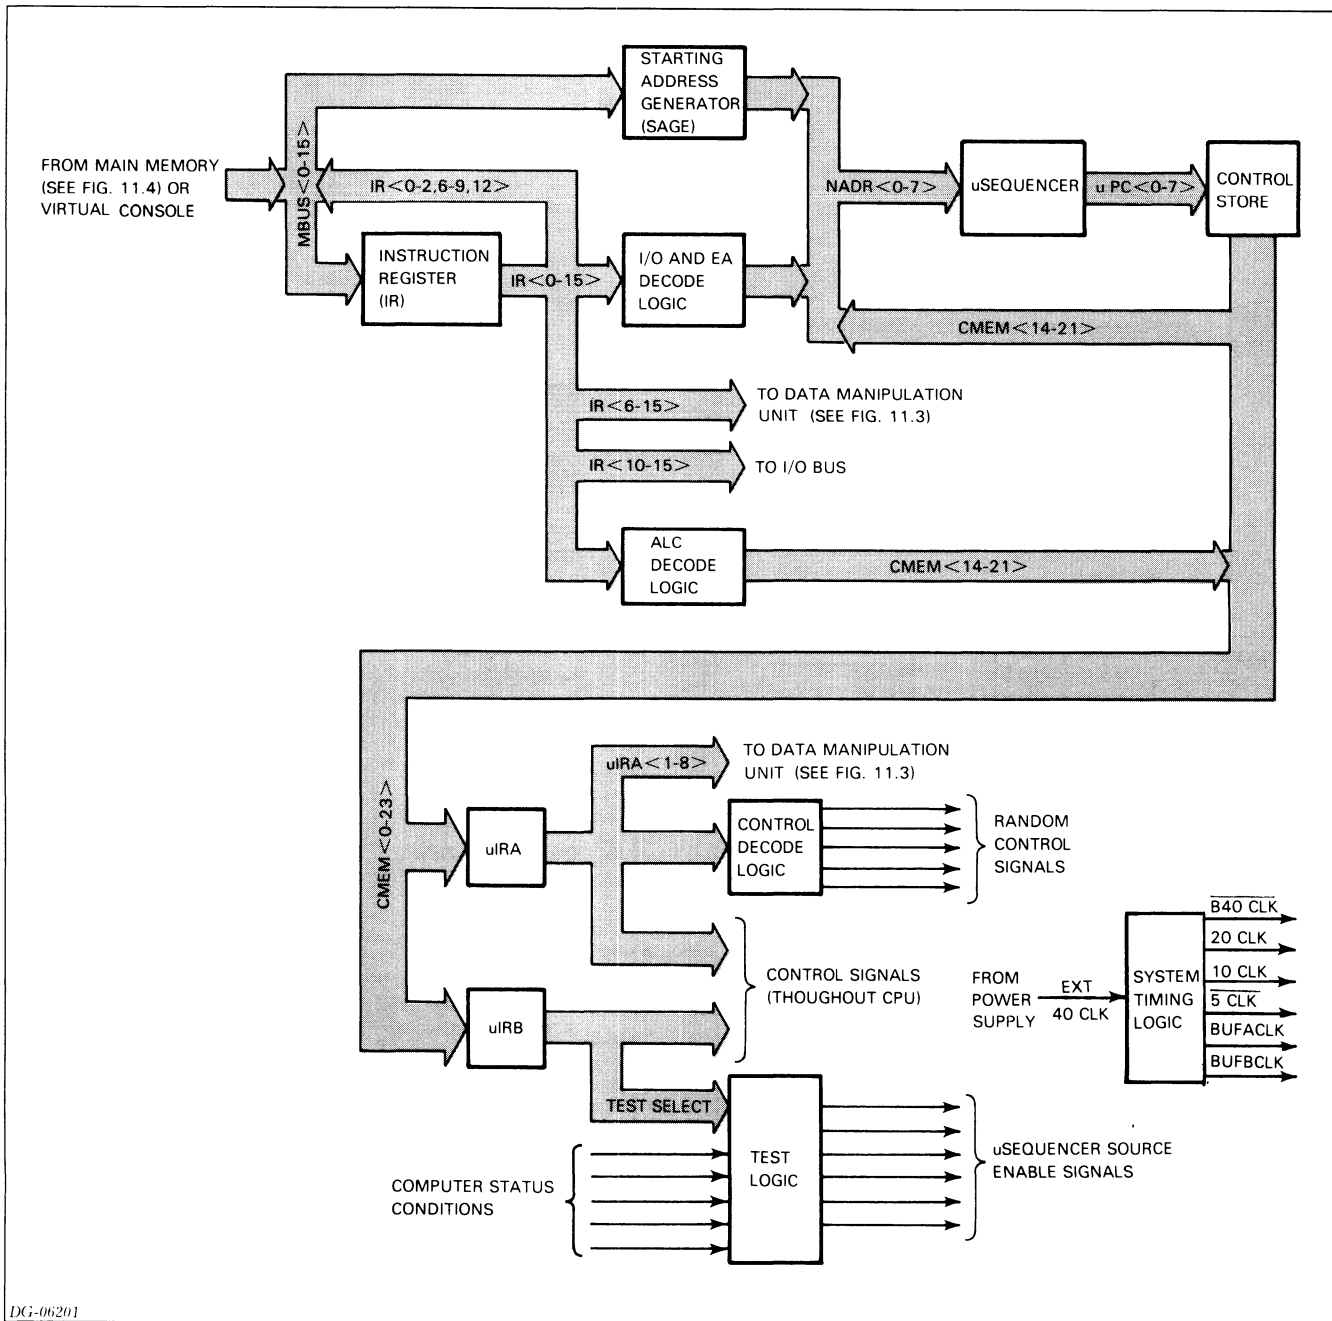 STARTING
ADDRESS
GENERATOR
(SAGE)
FROM MAIN MEMORY
(SEE FIG. 11.4) OR
VIRTUAL CONSOLE
MBUS<0-15>
IR<0-2,6-9,12>
NADR<0-7>
uSEQUENCER
u PC<0-7>
CONTROL
STORE
INSTRUCTION
REGISTER
(IR)
IR<0-15>
I/O AND EA
DECODE
LOGIC
CMEM<14-21>
IR<6-15>
TO DATA MANIPULATION
UNIT (SEE FIG. 11.3)
IR<10-15>
TO I/O BUS
ALC
DECODE
LOGIC
CMEM<14-21>
CMEM<0-23>
uIRA<1-8>
TO DATA MANIPULATION
UNIT (SEE FIG. 11.3)
uIRA
CONTROL
DECODE
LOGIC
RANDOM
CONTROL
SIGNALS
CONTROL SIGNALS
(THOUGHOUT CPU)
uIRB
TEST SELECT
TEST
LOGIC
COMPUTER STATUS
CONDITIONS
uSEQUENCER SOURCE
ENABLE SIGNALS
FROM
POWER
SUPPLY
EXT
40 CLK
SYSTEM
TIMING
LOGIC
B40 CLK
20 CLK
10 CLK
5 CLK
BUFACLK
BUFBCLK
DG-06201